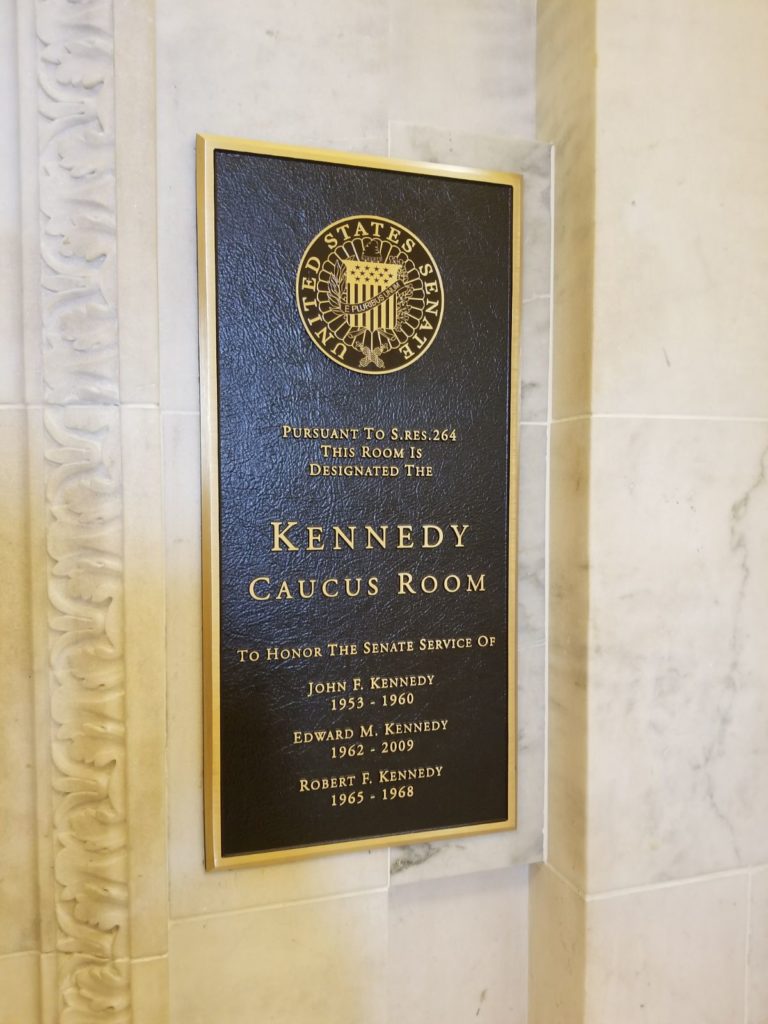 UNITED STATES SENATE
E PLURIBUS UNUM
PURSUANT TO S.RES.264
THIS ROOM IS
DESIGNATED THE
KENNEDY
CAUCUS ROOM
TO HONOR THE SENATE SERVICE OF
JOHN F. KENNEDY
1953 - 1960
EDWARD M. KENNEDY
1962 - 2009
ROBERT F. KENNEDY
1965 - 1968